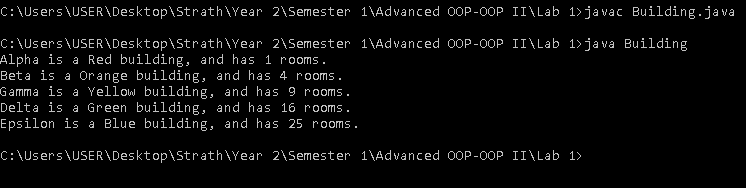 C:\Users\USER\Desktop\Strath\Year 2\Semester 1\Advanced OOP-OOP II\Lab 1>javac Building.java
C:\Users\USER\Desktop\Strath\Year 2\Semester 1\Advanced OOP-OOP II\Lab 1>java Building
Alpha is a Red building, and has 1 rooms.
Beta is a Orange building, and has 4 rooms.
Gamma is a Yellow building, and has 9 rooms.
Delta is a Green building, and has 16 rooms.
Epsilon is a Blue building, and has 25 rooms.
C:\Users\USER\Desktop\Strath\Year 2\Semester 1\Advanced OOP-OOP II\Lab 1>